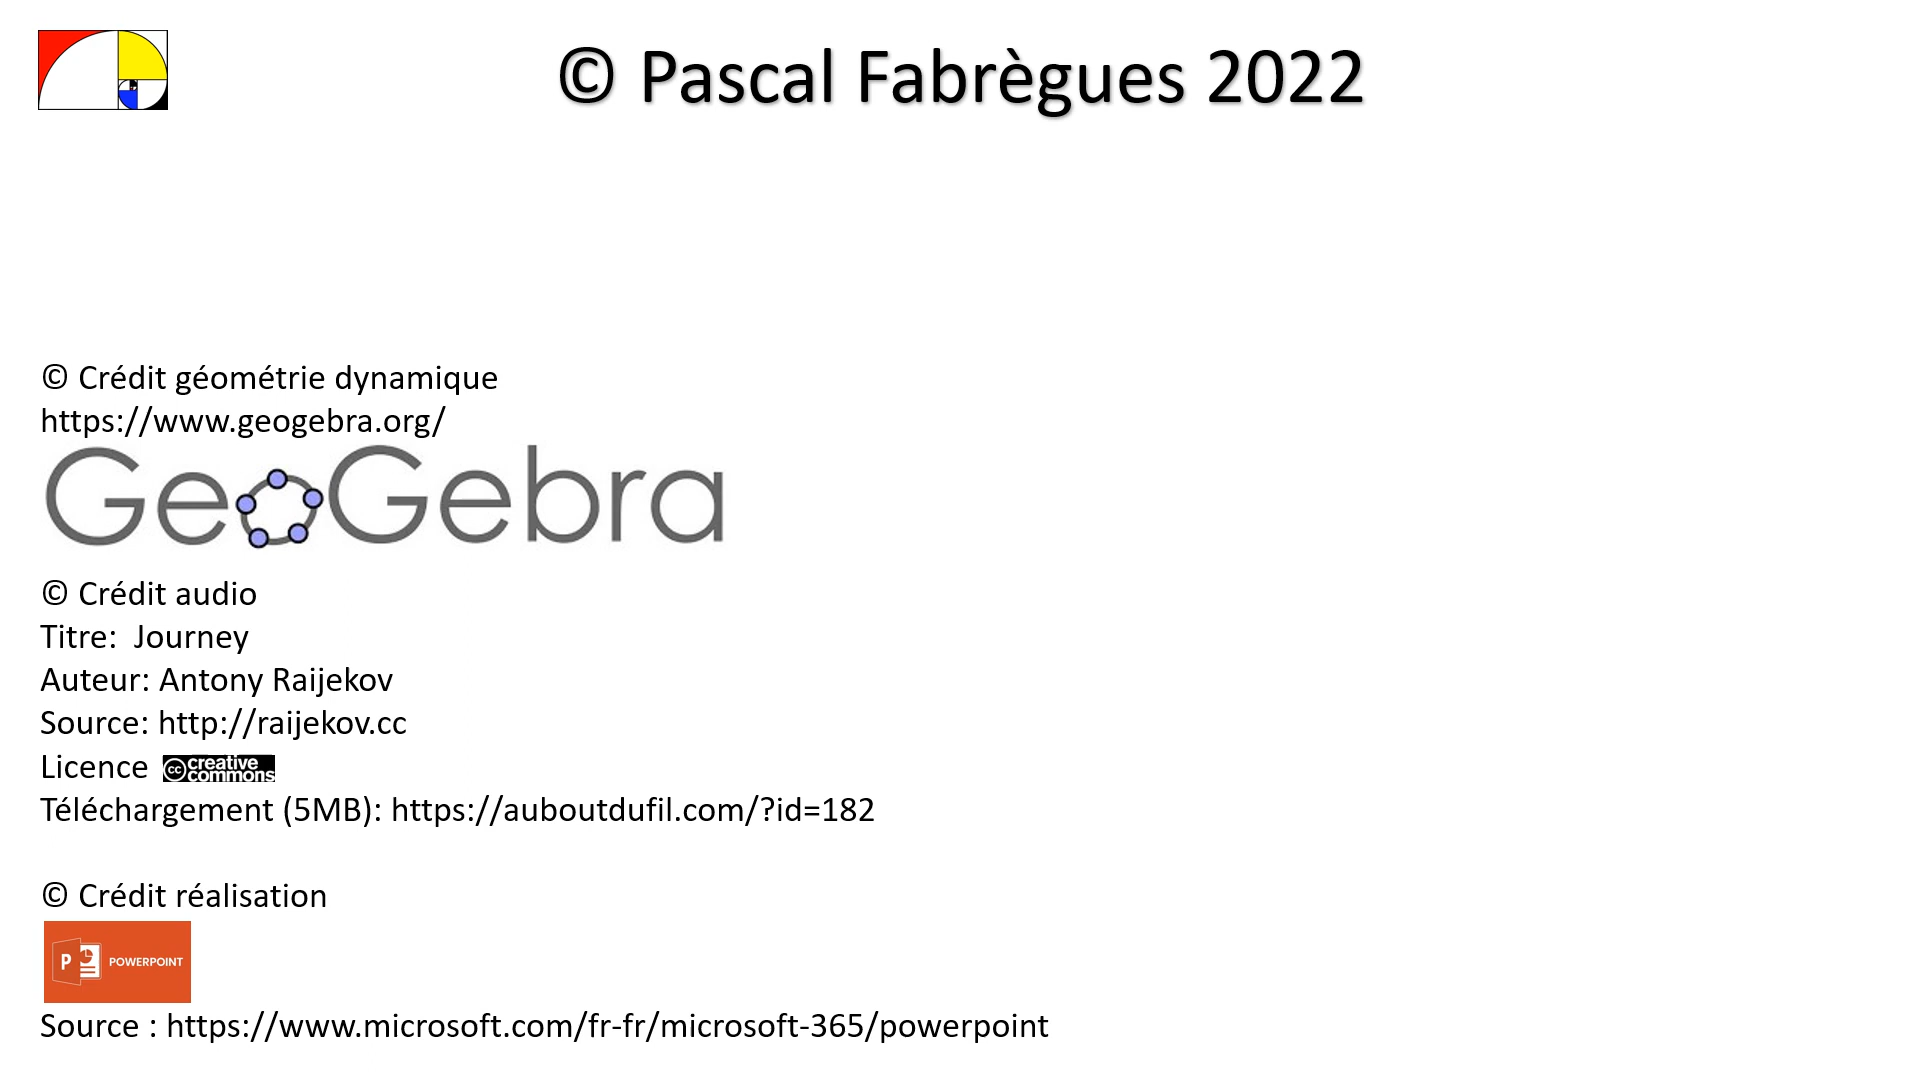 © Pascal Fabrègues 2022
© Crédit géométrie dynamique
https://www.geogebra.org/
GeoGebra
© Crédit audio
Titre:  Journey
Auteur: Antony Raijekov
Source: http://raijekov.cc
Licence cc creative commons
Téléchargement (5MB): https://auboutdufil.com/?id=182
© Crédit réalisation
P POWERPOINT
Source : https://www.microsoft.com/fr-fr/microsoft-365/powerpoint